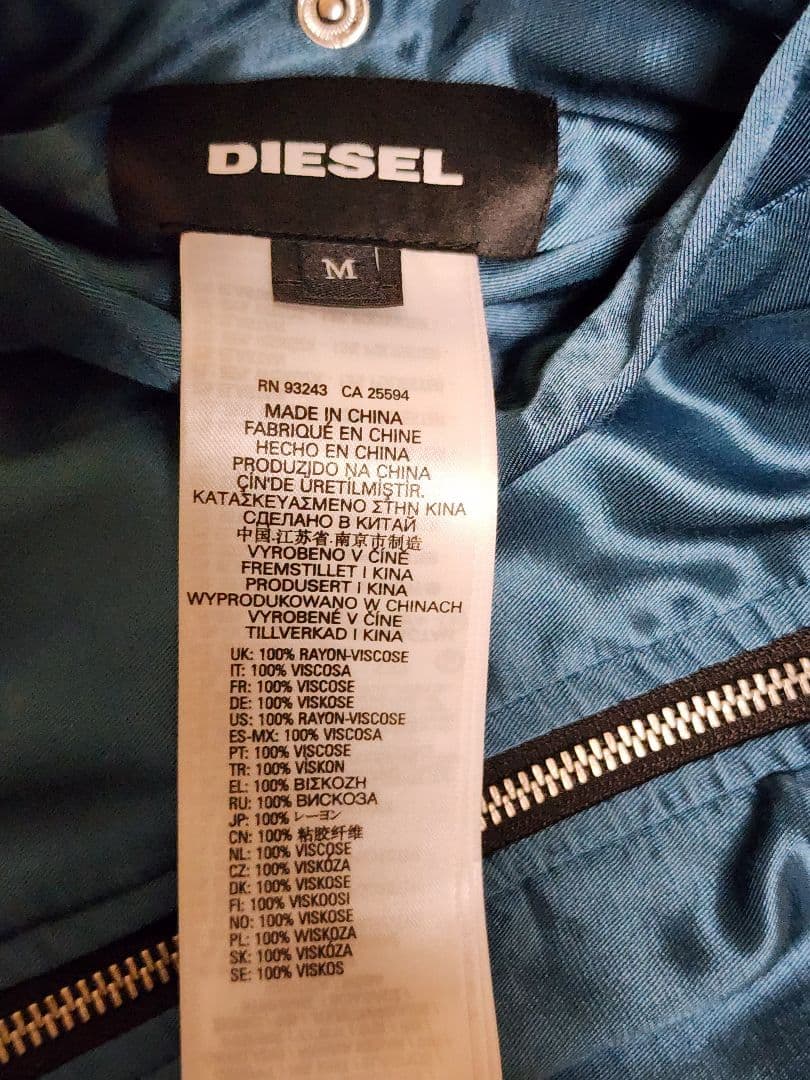 DIESEL
M
RN 93243 CA 25594
MADE IN CHINA
FABRIQUÉ EN CHINE
HECHO EN CHINA
PRODUZIDO NA CHINA
ÇİN'DE ÜRETİLMİŞTİR.
ΚΑΤΑΣΚΕΥΑΣΜΕΝΟ ΣΤΗΝ ΚΙΝΑ
СДЕЛАНО В КИТАЙ
中国.江苏省.南京市制造
VYROBENO V ČÍNĚ
FREMSTILLET I KINA
PRODUSERT I KINA
WYPRODUKOWANO W CHINACH
VYROBENÉ V ČÍNE
TILLVERKAD I KINA
UK: 100% RAYON-VISCOSE
IT: 100% VISCOSA
FR: 100% VISCOSE
DE: 100% VISKOSE
US: 100% RAYON-VISCOSE
ES-MX: 100% VISCOSA
PT: 100% VISCOSE
TR: 100% VİSKON
EL: 100% ΒΙΣΚΟΖΗ
RU: 100% ВИСКОЗА
JP: 100% レーヨン
CN: 100% 粘胶纤维
NL: 100% VISCOSE
CZ: 100% VISKÓZA
DK: 100% VISKOSE
FI: 100% VISKOOSI
NO: 100% VISKOSE
PL: 100% WISKOZA
SK: 100% VISKÓZA
SE: 100% VISKOS